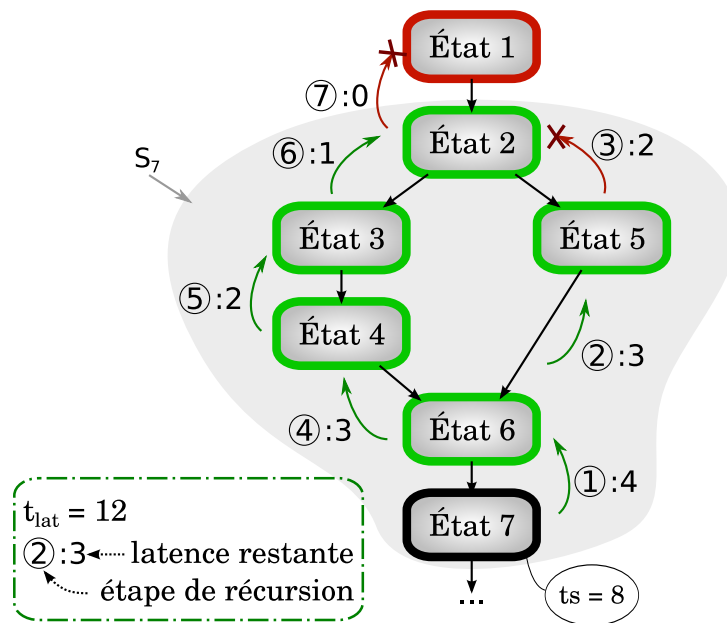 État 1
⑦:0
État 2
③:2
⑥:1
S₇
État 3
État 5
⑤:2
État 4
②:3
④:3
État 6
①:4
t_lat = 12
②:3 latence restante
étape de récursion
État 7
ts = 8
...